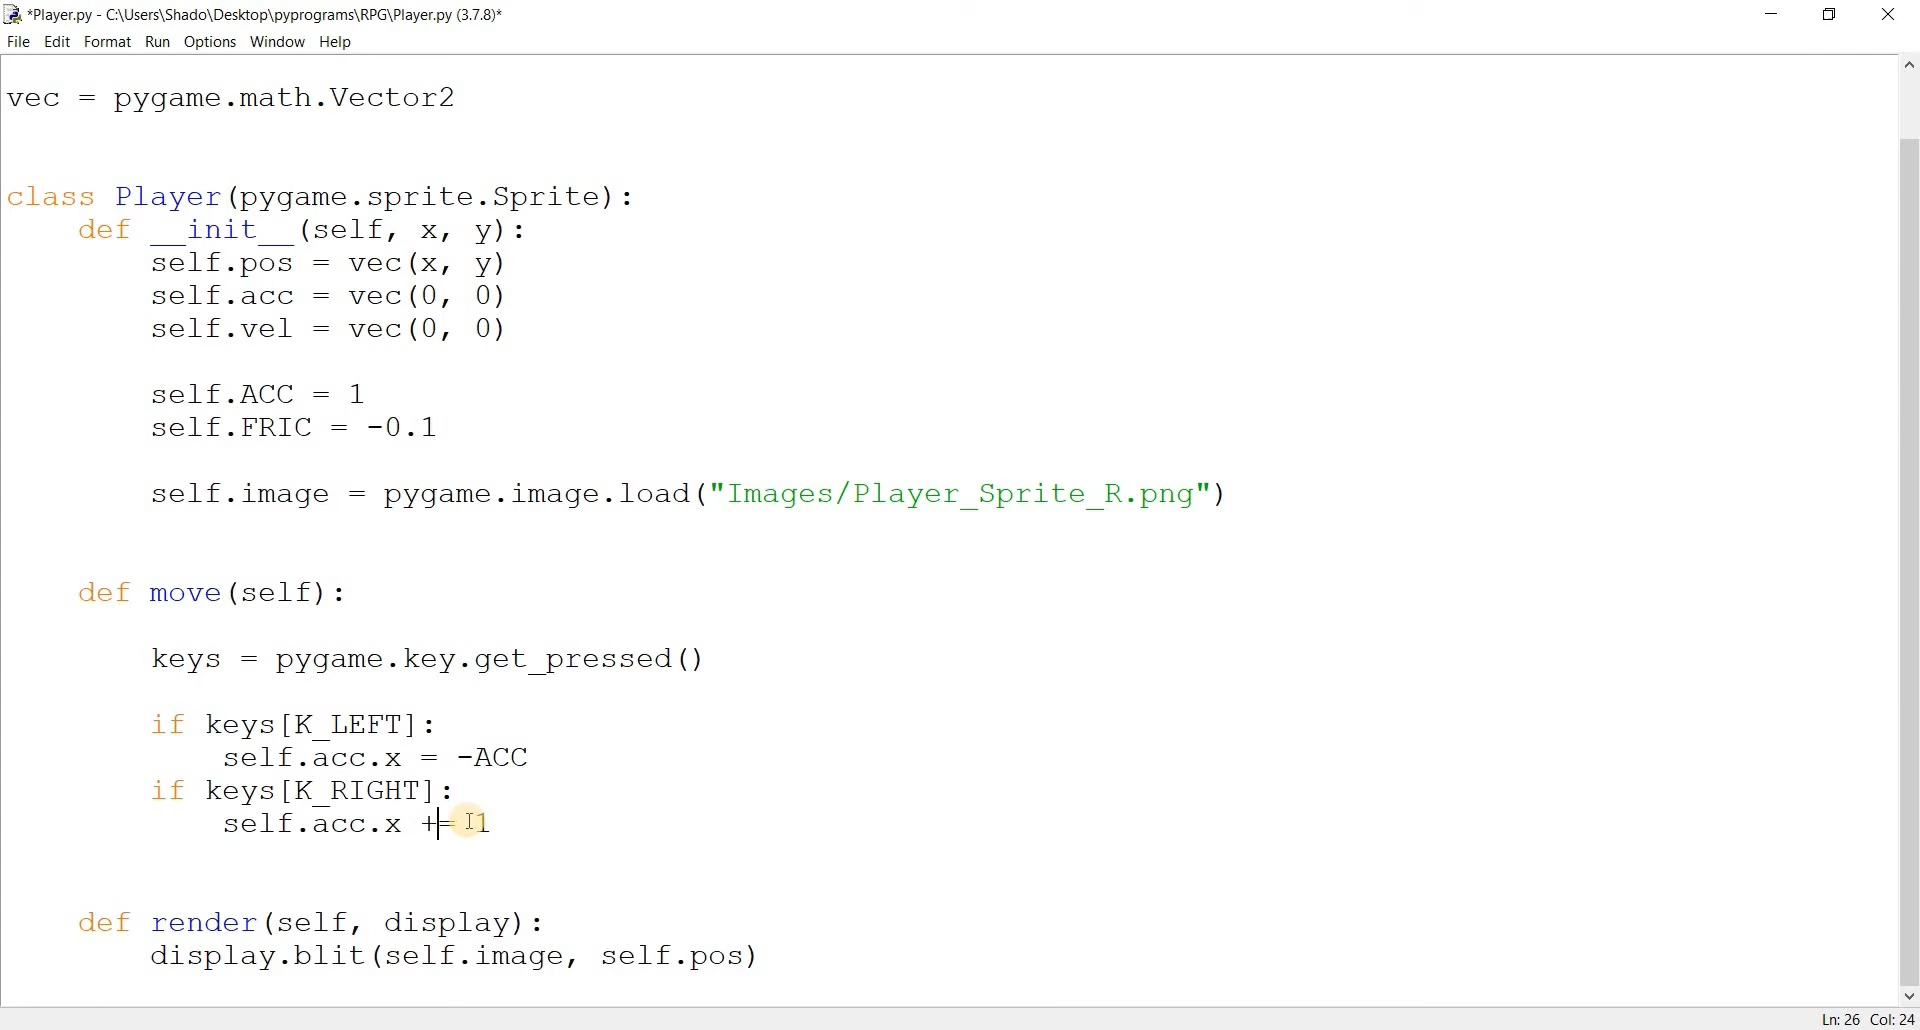 *Player.py - C:\Users\Shado\Desktop\pyprograms\RPG\Player.py (3.7.8)*
File Edit Format Run Options Window Help
vec = pygame.math.Vector2
class Player(pygame.sprite.Sprite):
    def __init__(self, x, y):
        self.pos = vec(x, y)
        self.acc = vec(0, 0)
        self.vel = vec(0, 0)
        self.ACC = 1
        self.FRIC = -0.1
        self.image = pygame.image.load("Images/Player_Sprite_R.png")
    def move(self):
        keys = pygame.key.get_pressed()
        if keys[K_LEFT]:
            self.acc.x = -ACC
        if keys[K_RIGHT]:
            self.acc.x += 1
    def render(self, display):
        display.blit(self.image, self.pos)
Ln: 26 Col: 24